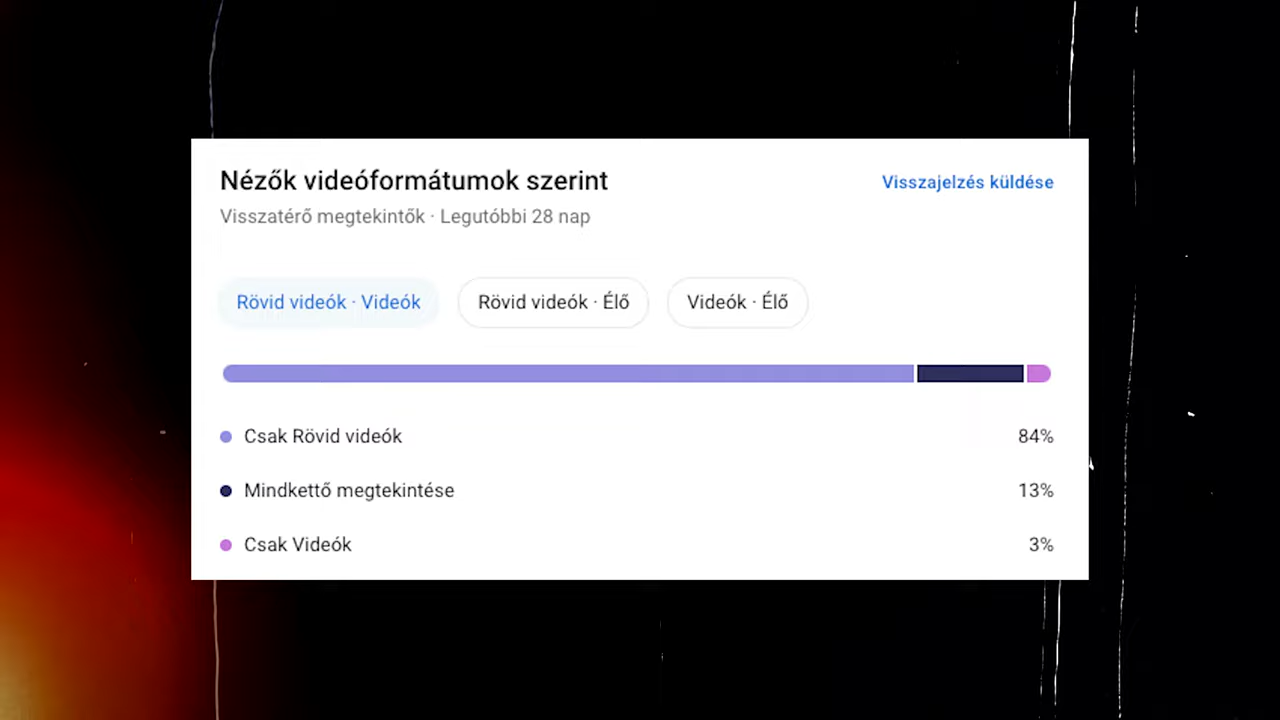 Nézők videóformátumok szerint
Visszajelzés küldése
Visszatérő megtekintők · Legutóbbi 28 nap
Rövid videók · Videók
Rövid videók · Élő
Videók · Élő
Csak Rövid videók 84%
Mindkettő megtekintése 13%
Csak Videók 3%